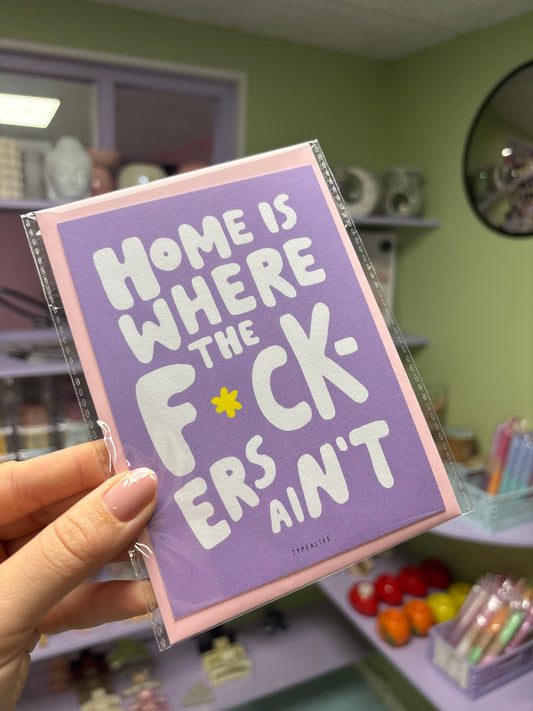 HOME IS
WHERE
THE
F*CK-
ERS
AIN'T
TYPEALIVE